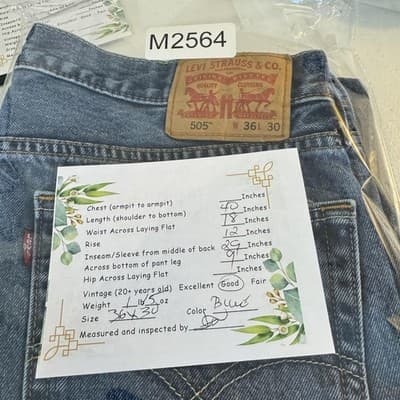 M2564
LEVI STRAUSS & CO.
ORIGINAL RIVETED
QUALITY CLOTHING
505™ W 36 L 30
Chest (armpit to armpit) Inches
Length (shoulder to bottom) 40 Inches
Waist Across Laying Flat 18 Inches
Rise 12 Inches
Inseam/Sleeve from middle of back 29 Inches
Across bottom of pant leg 9 Inches
Hip Across Laying Flat Inches
Vintage (20+ years old) Excellent Good Fair
Weight 1 lb 5 oz Color Blue
Size 36x30
Measured and inspected by